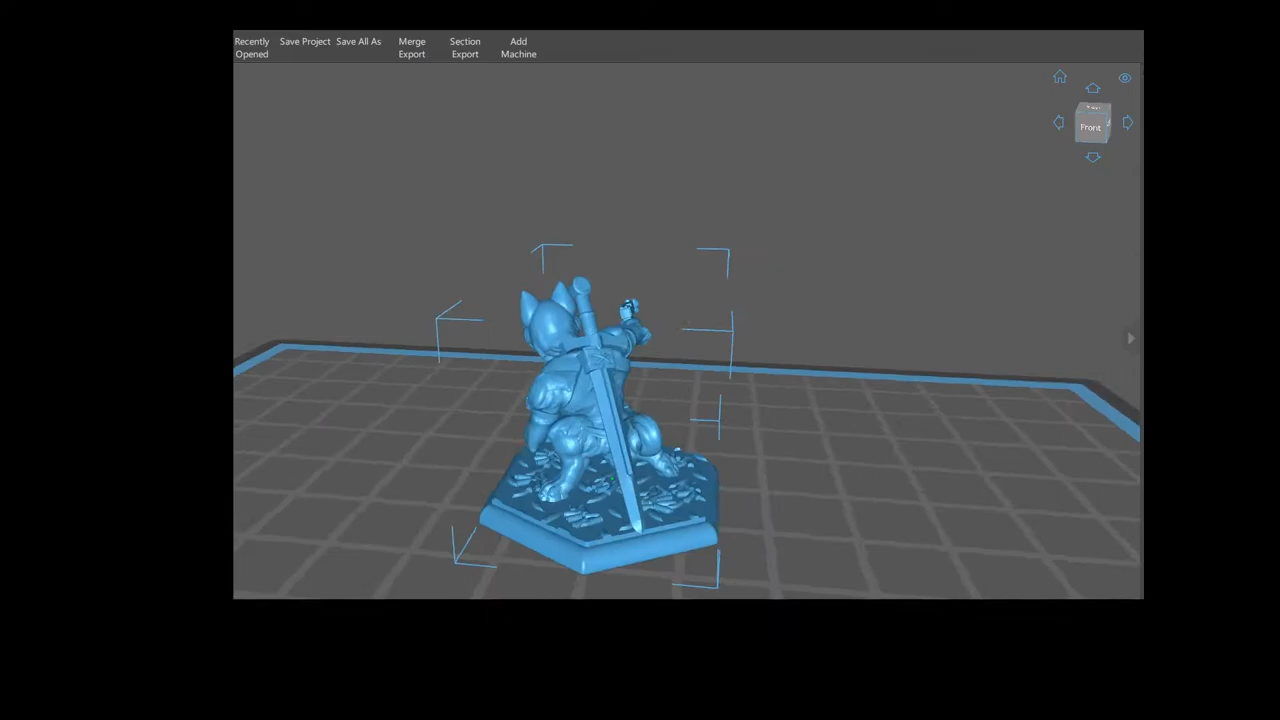 Recently Opened
Save Project
Save All As
Merge Export
Section Export
Add Machine
Front